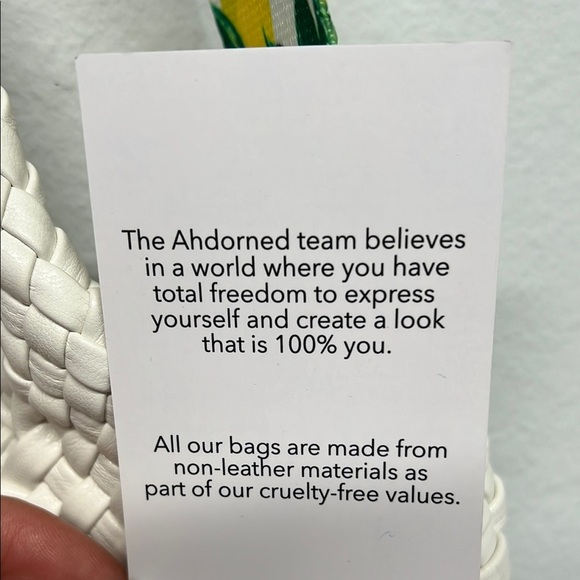 The Ahdorned team believes
in a world where you have
total freedom to express
yourself and create a look
that is 100% you.
All our bags are made from
non-leather materials as
part of our cruelty-free values.